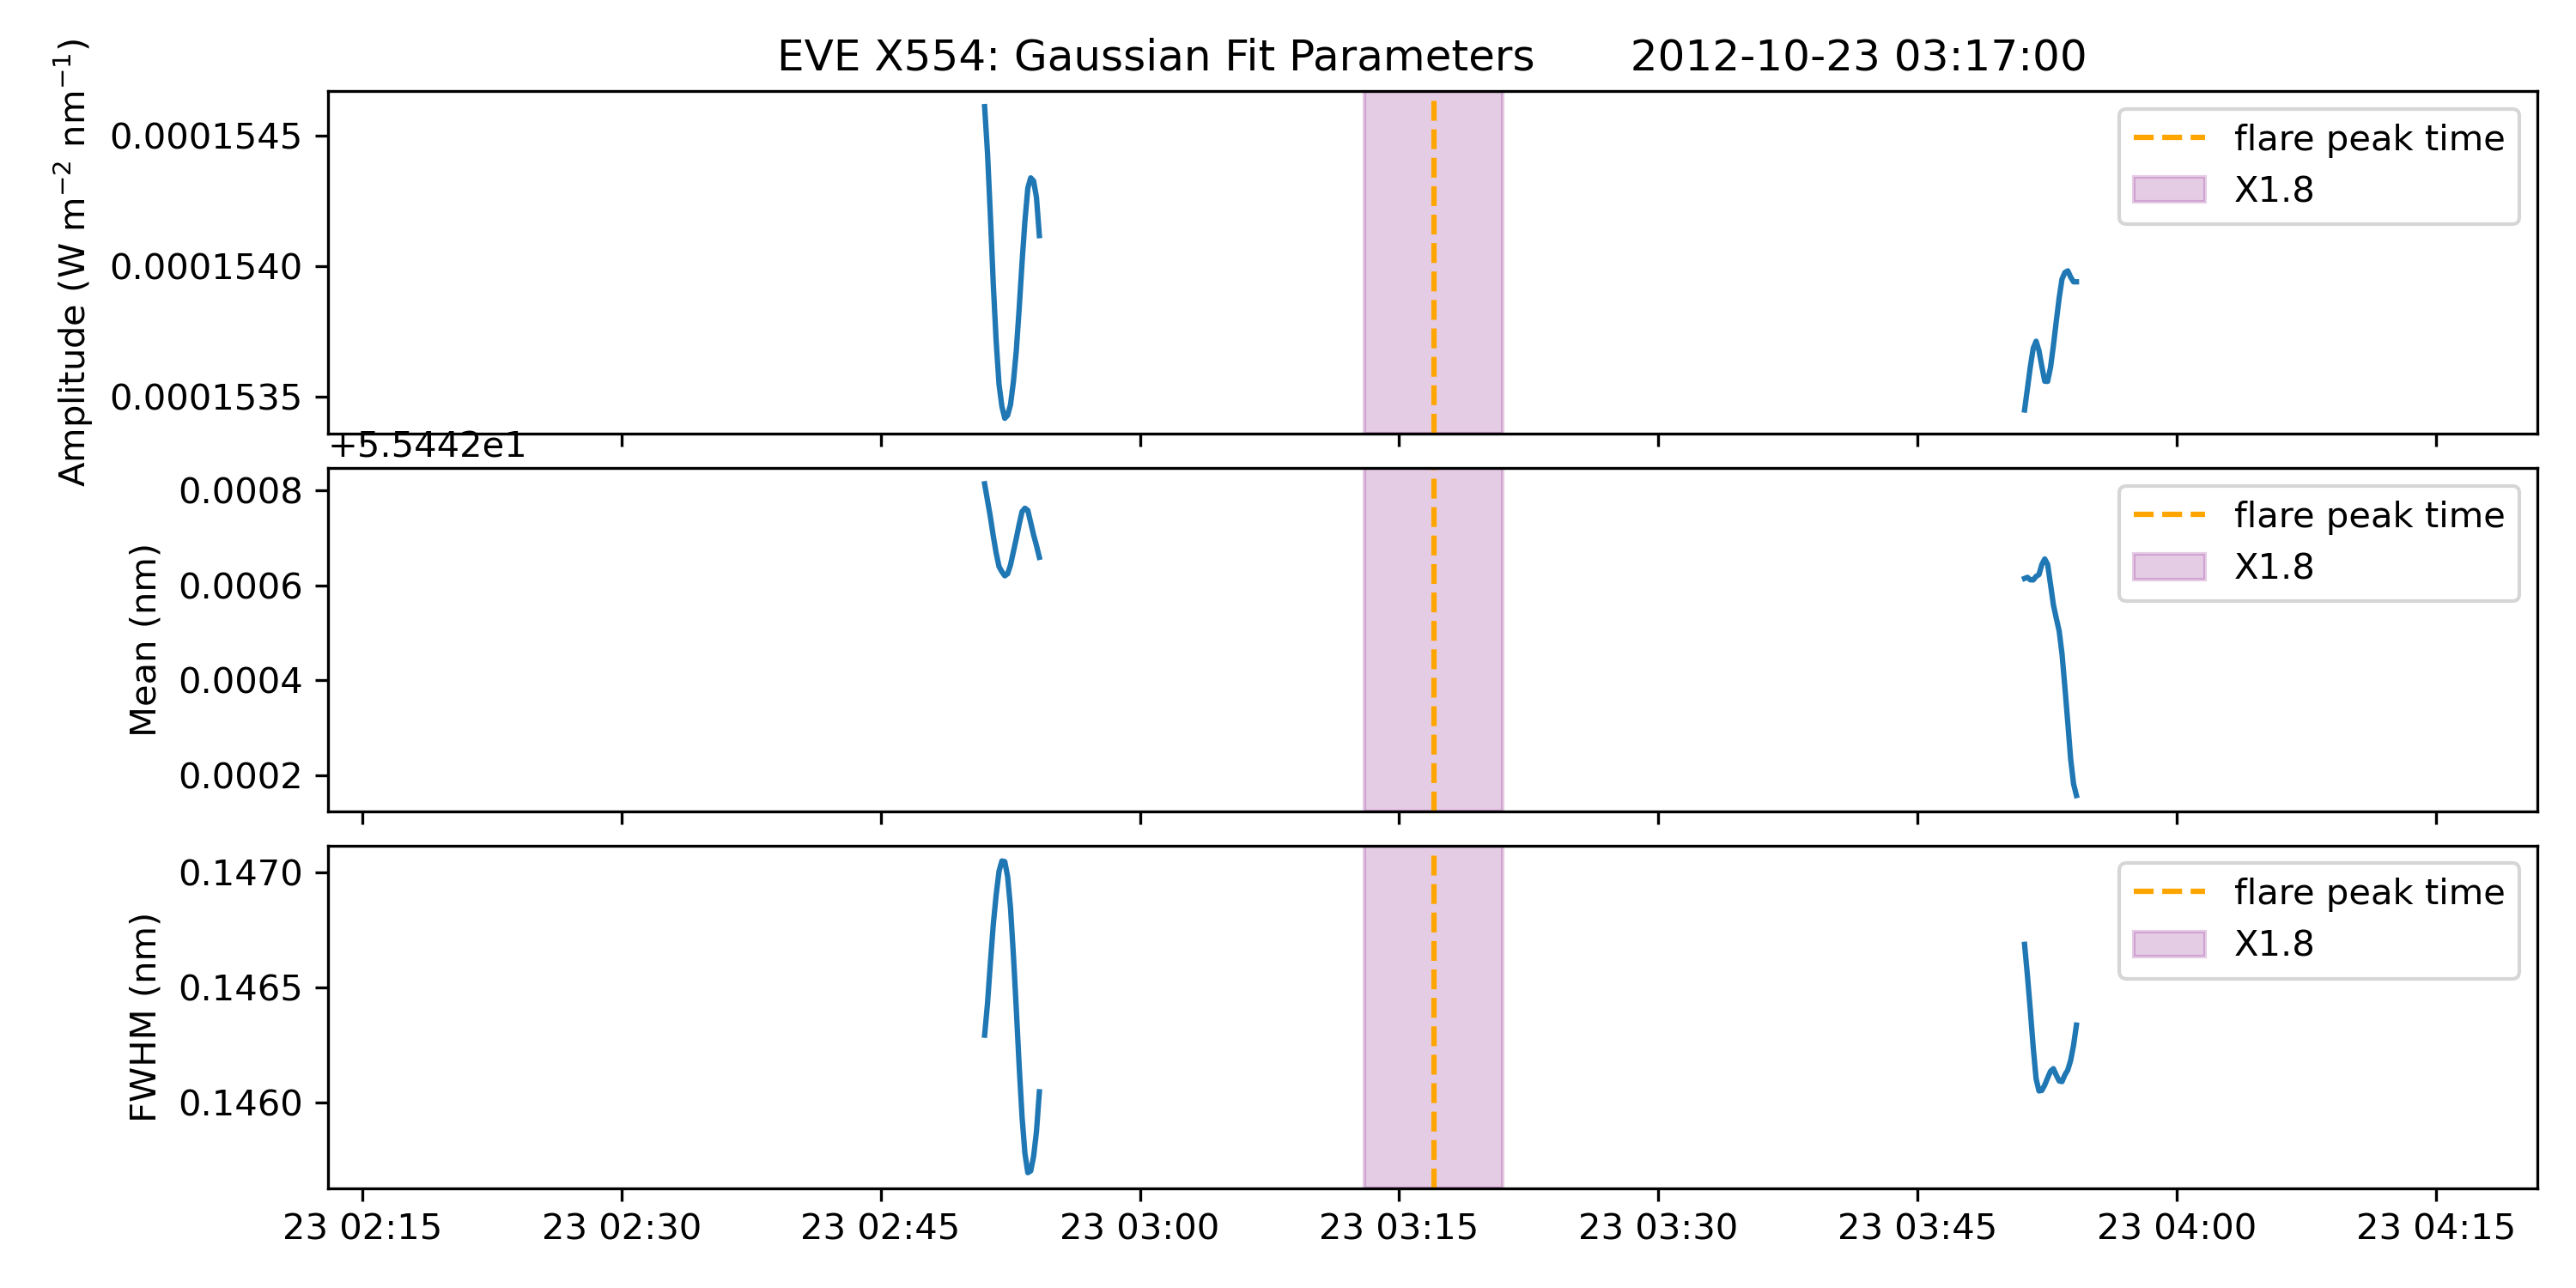 EVE X554: Gaussian Fit Parameters 2012-10-23 03:17:00
Amplitude (W m⁻² nm⁻¹)
0.0001545
0.0001540
0.0001535
flare peak time
X1.8
+5.5442e1
Mean (nm)
0.0008
0.0006
0.0004
0.0002
flare peak time
X1.8
FWHM (nm)
0.1470
0.1465
0.1460
flare peak time
X1.8
23 02:15 23 02:30 23 02:45 23 03:00 23 03:15 23 03:30 23 03:45 23 04:00 23 04:15